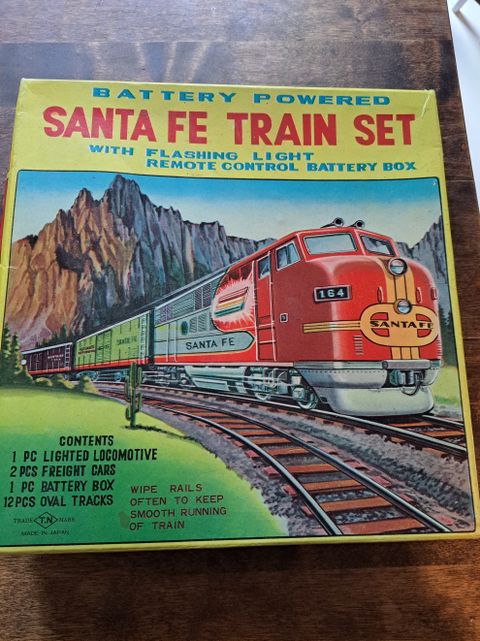 BATTERY POWERED
SANTA FE TRAIN SET
WITH FLASHING LIGHT
REMOTE CONTROL BATTERY BOX
164
SANTA FE
SANTA FE
CONTENTS
1 PC LIGHTED LOCOMOTIVE
2 PCS FREIGHT CARS
1 PC BATTERY BOX
12 PCS OVAL TRACKS
WIPE RAILS
OFTEN TO KEEP
SMOOTH RUNNING
OF TRAIN
TRADE T.N MARK
MADE IN JAPAN